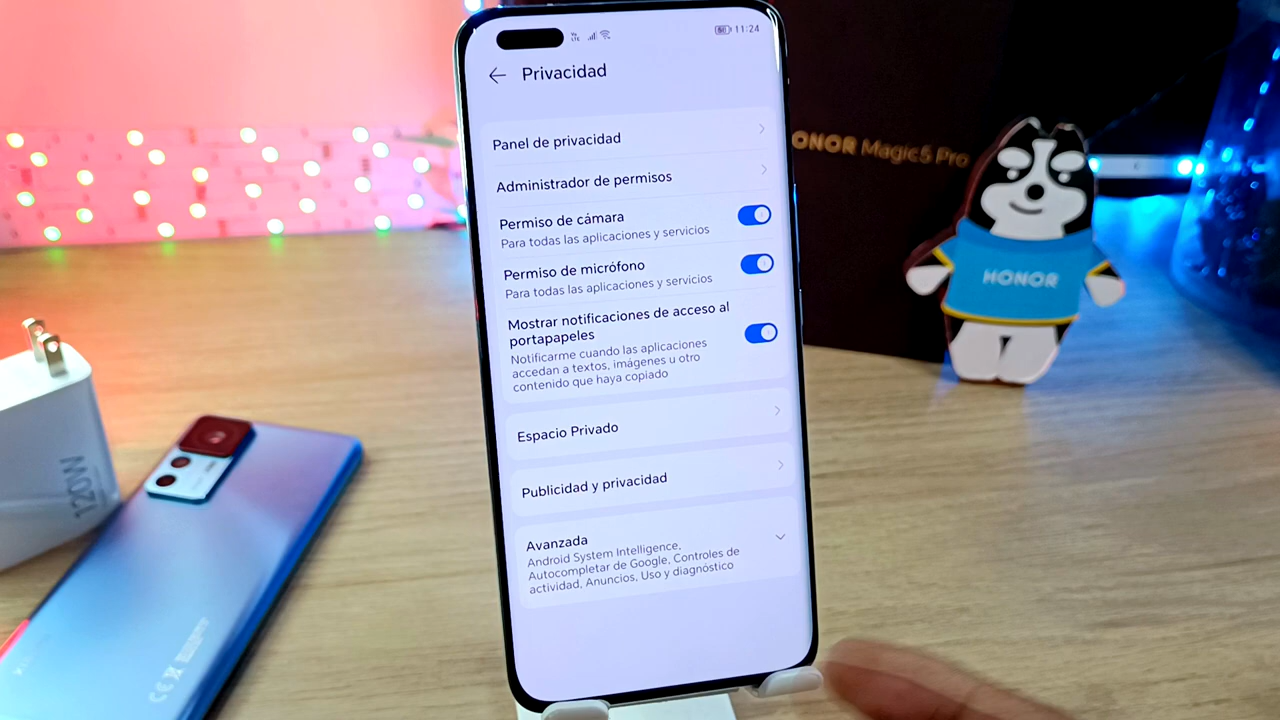 11:24
Privacidad
Panel de privacidad
Administrador de permisos
Permiso de cámara
Para todas las aplicaciones y servicios
Permiso de micrófono
Para todas las aplicaciones y servicios
Mostrar notificaciones de acceso al
portapapeles
Notificarme cuando las aplicaciones
accedan a textos, imágenes u otro
contenido que haya copiado
Espacio Privado
Publicidad y privacidad
Avanzada
Android System Intelligence,
Autocompletar de Google, Controles de
actividad, Anuncios, Uso y diagnóstico
HONOR Magic5 Pro
HONOR
120W